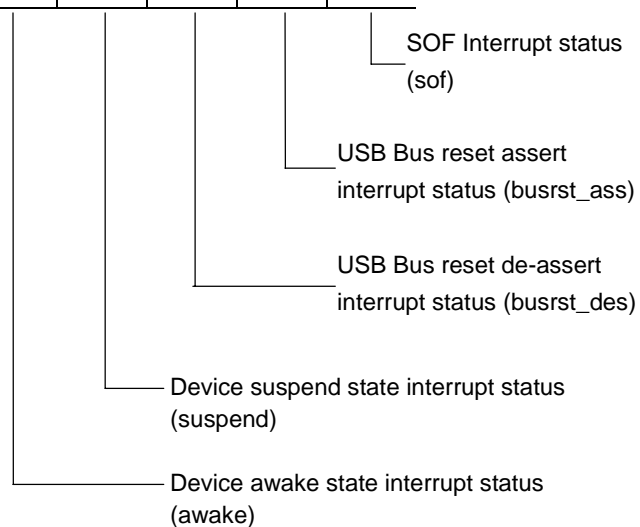 SOF Interrupt status
(sof)
USB Bus reset assert
interrupt status (busrst_ass)
USB Bus reset de-assert
interrupt status (busrst_des)
Device suspend state interrupt status
(suspend)
Device awake state interrupt status
(awake)